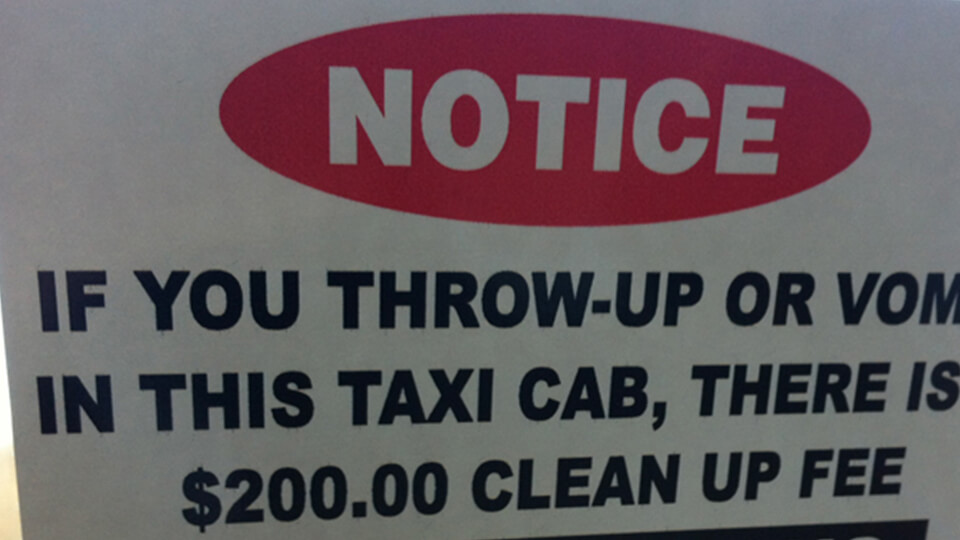 NOTICE
IF YOU THROW-UP OR VOM
IN THIS TAXI CAB, THERE IS
$200.00 CLEAN UP FEE